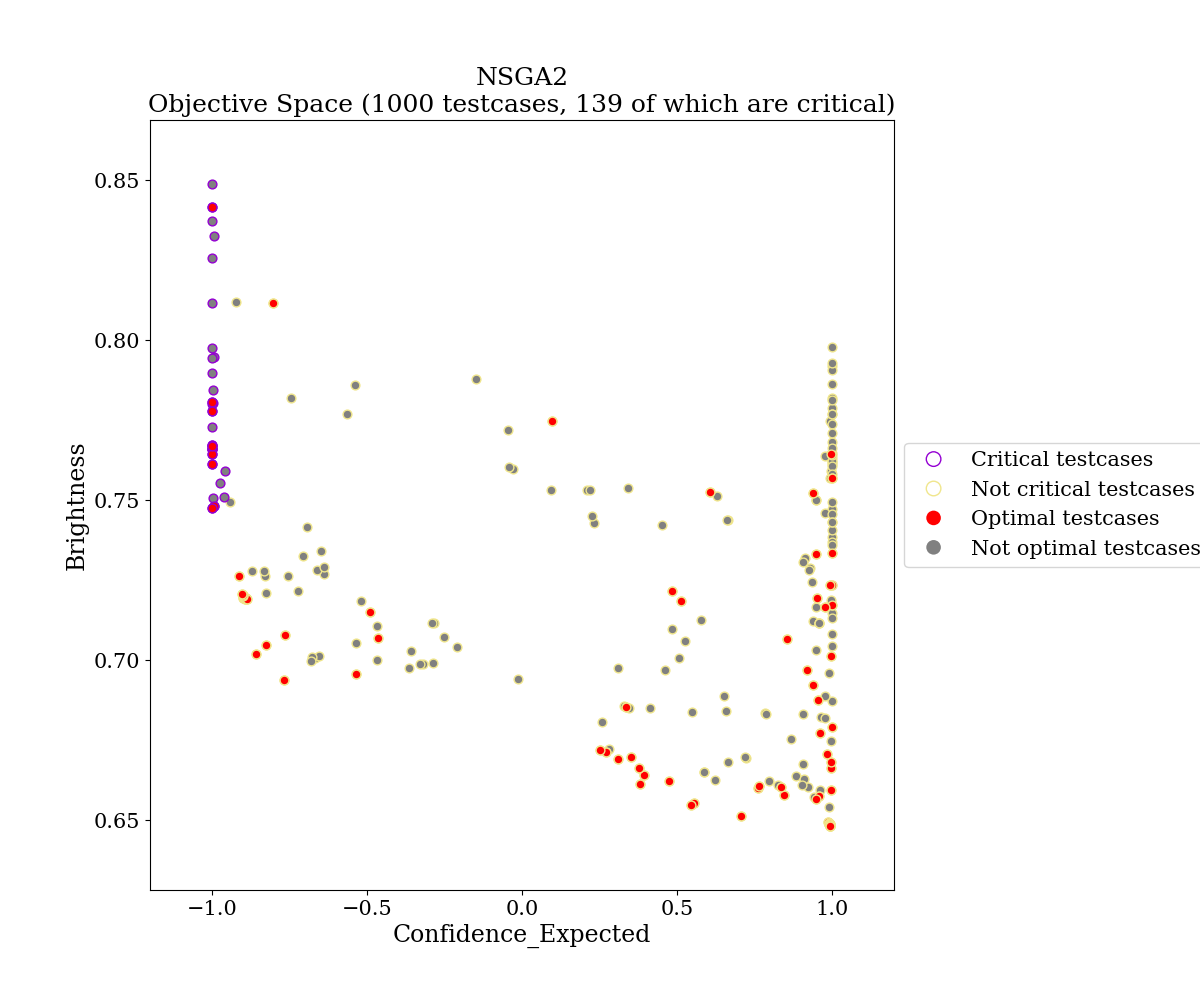 NSGA2
Objective Space (1000 testcases, 139 of which are critical)
0.85
0.80
0.75
0.70
0.65
Brightness
−1.0
−0.5
0.0
0.5
1.0
Confidence_Expected
Critical testcases
Not critical testcases
Optimal testcases
Not optimal testcases